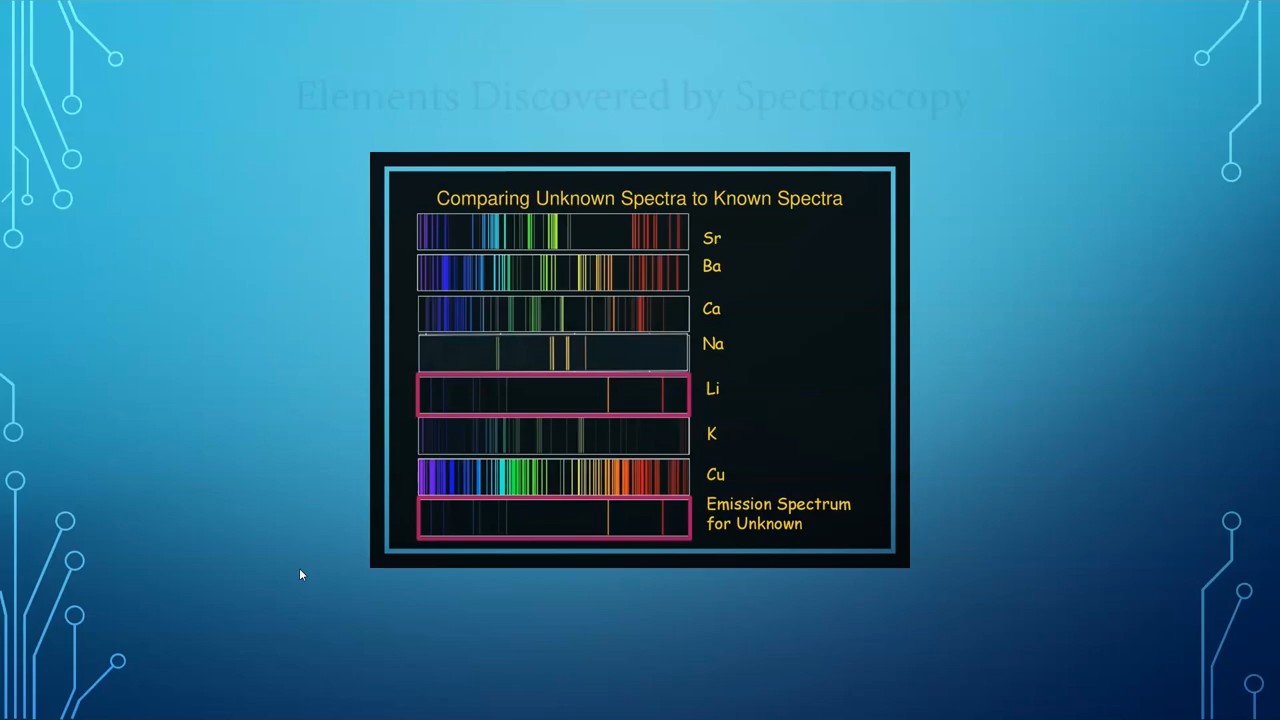 Elements Discovered by Spectroscopy
Comparing Unknown Spectra to Known Spectra
Sr
Ba
Ca
Na
Li
K
Cu
Emission Spectrum
for Unknown